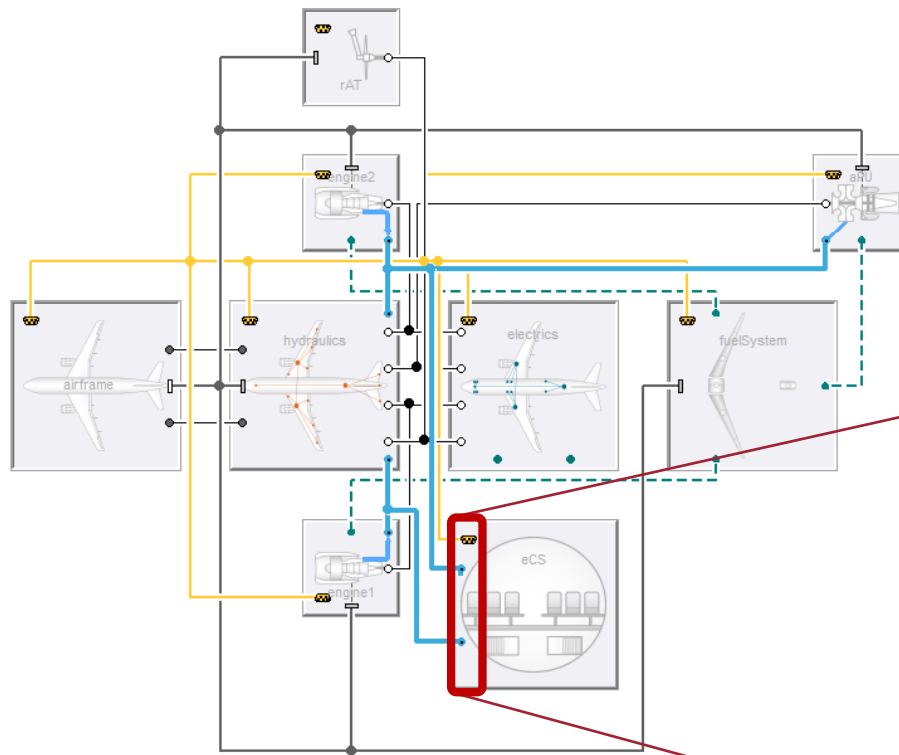 rAT
engine2
aPU
hydraulics
electrics
fuelSystem
airframe
eCS
engine1